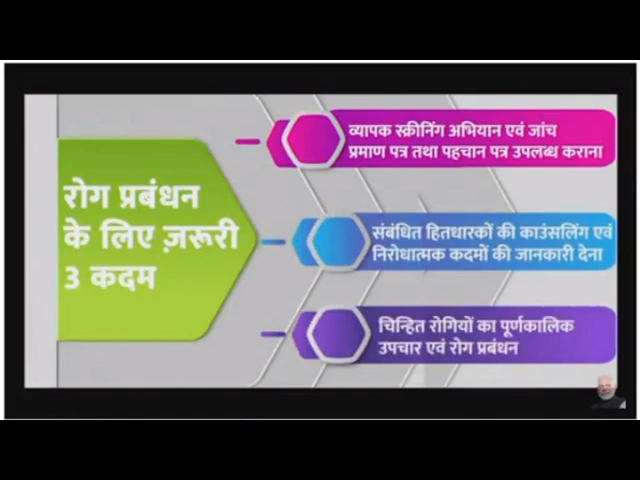 रोग प्रबंधन
के लिए ज़रूरी
3 कदम
व्यापक स्क्रीनिंग अभियान एवं जांच
प्रमाण पत्र तथा पहचान पत्र उपलब्ध कराना
संबंधित हितधारकों की काउंसलिंग एवं
निरोधात्मक कदमों की जानकारी देना
चिन्हित रोगियों का पूर्णकालिक
उपचार एवं रोग प्रबंधन